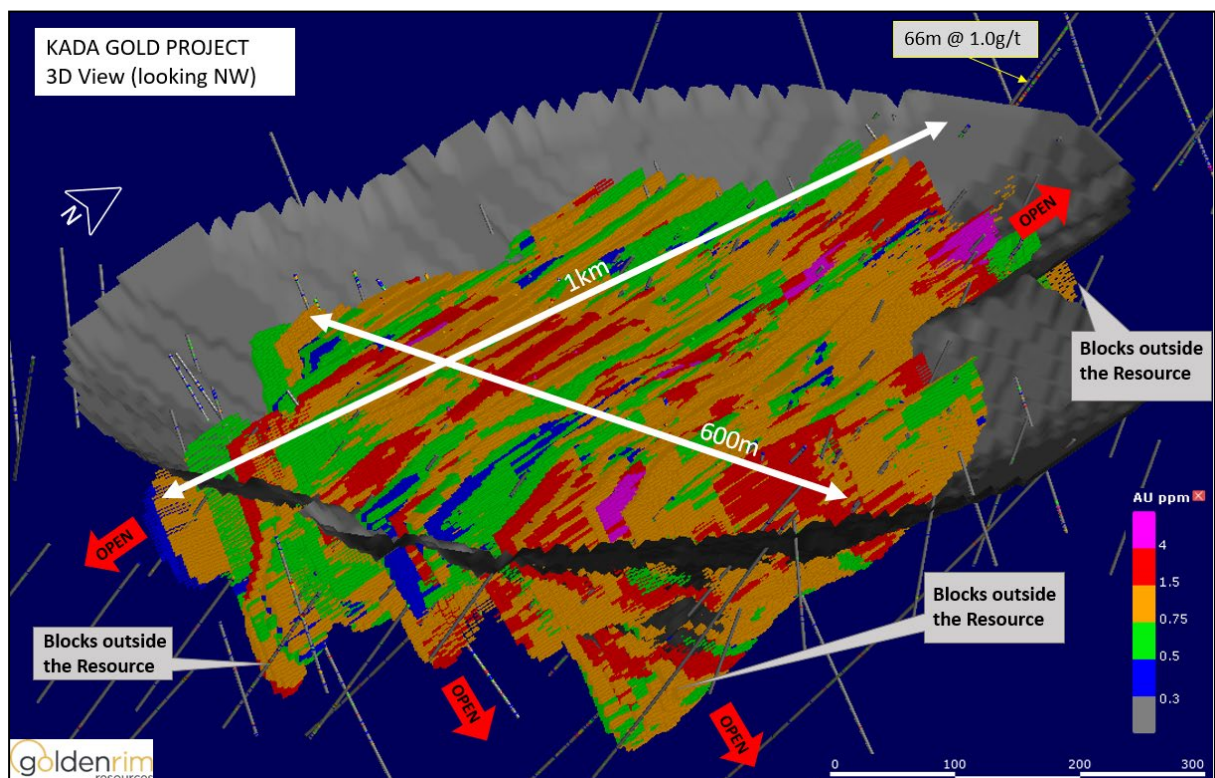 KADA GOLD PROJECT
3D View (looking NW)
66m @ 1.0g/t
N
OPEN
1km
Blocks outside
the Resource
600m
AU ppm
4
1.5
0.75
0.5
0.3
OPEN
Blocks outside
the Resource
Blocks outside
the Resource
OPEN
OPEN
goldenrim
resources
0 100 200 300